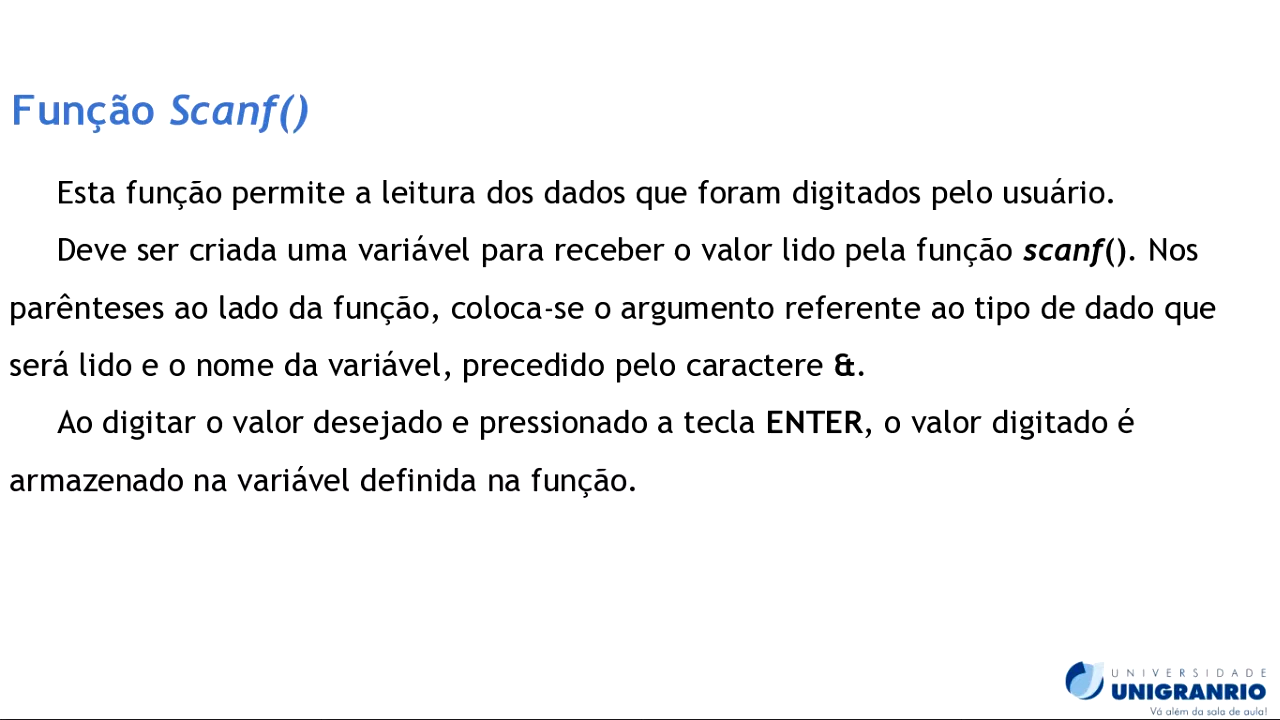 Função Scanf()
Esta função permite a leitura dos dados que foram digitados pelo usuário.
Deve ser criada uma variável para receber o valor lido pela função scanf(). Nos
parênteses ao lado da função, coloca-se o argumento referente ao tipo de dado que
será lido e o nome da variável, precedido pelo caractere &.
Ao digitar o valor desejado e pressionado a tecla ENTER, o valor digitado é
armazenado na variável definida na função.
UNIVERSIDADE
UNIGRANRIO
Vá além da sala de aula!